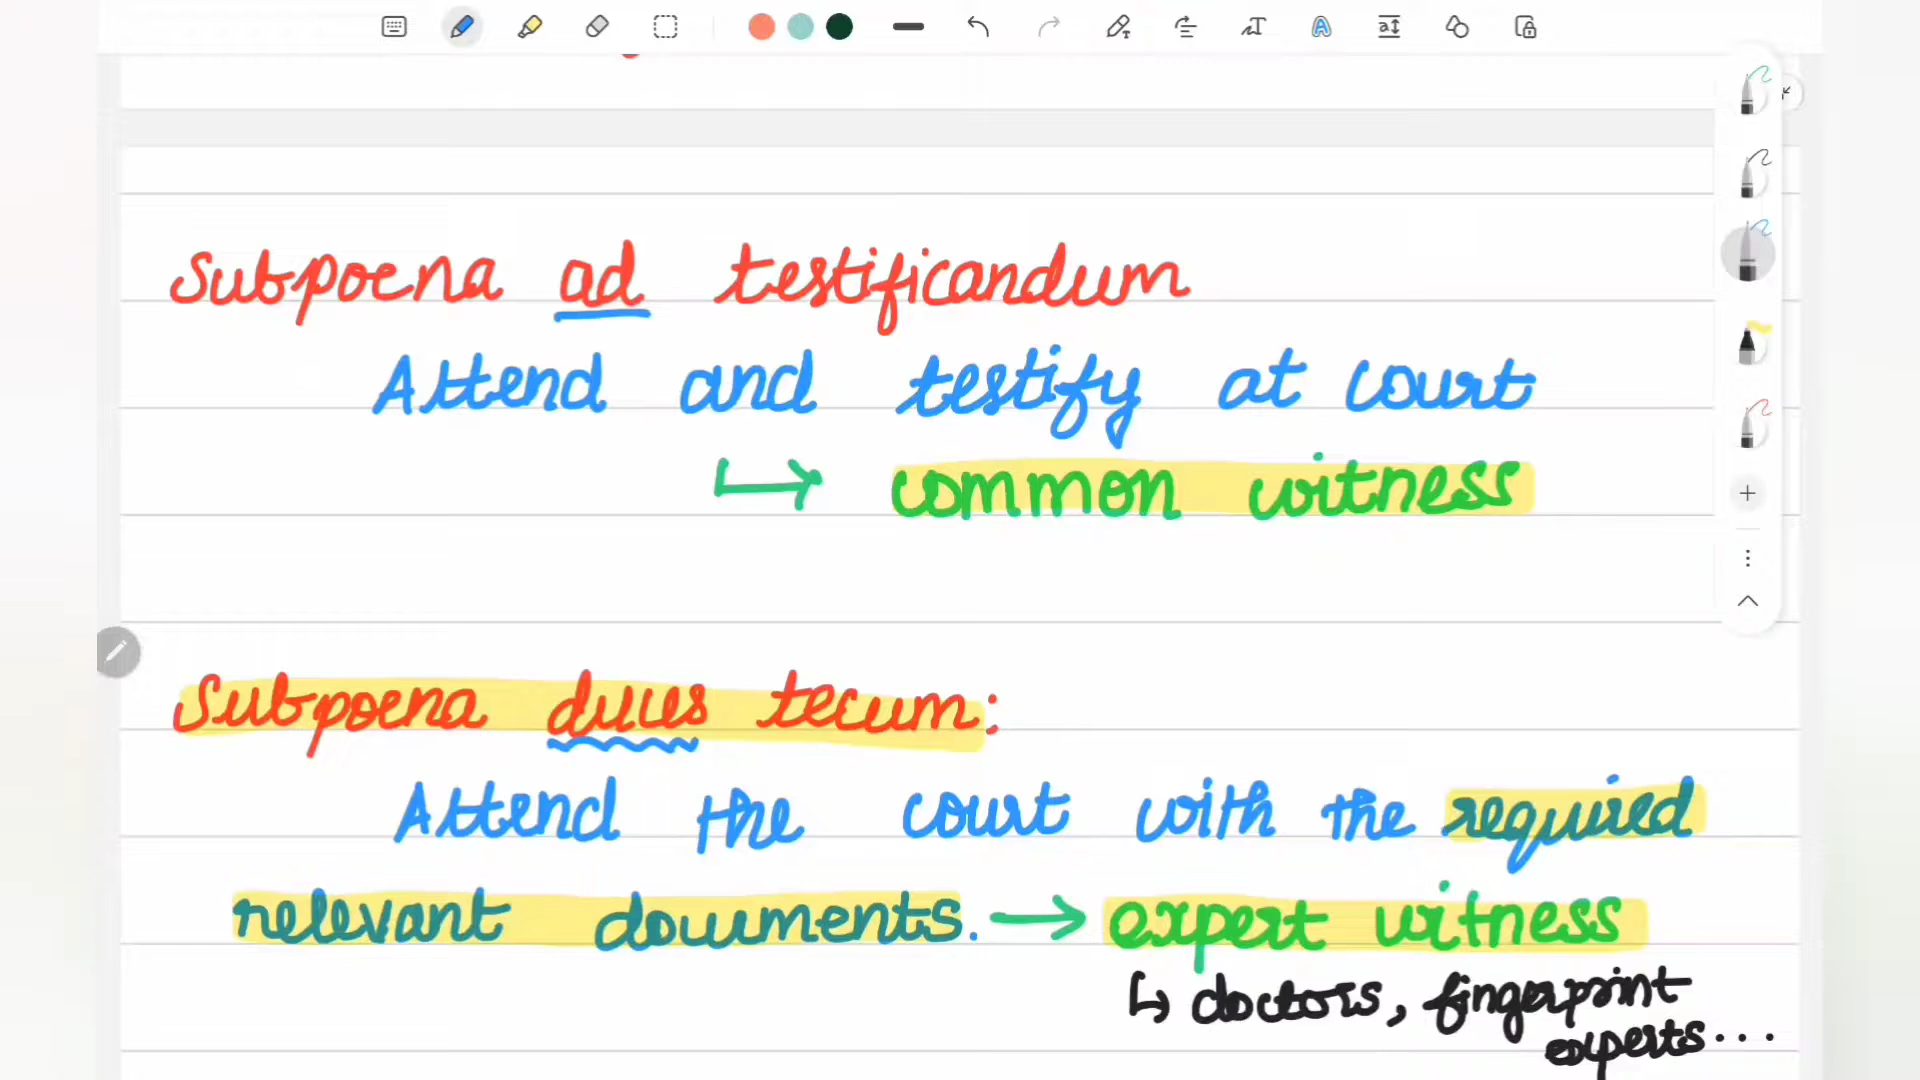 Subpoena ad testificandum
Attend and testify at court
↦ common witness
Subpoena duces tecum:
Attend the court with the required
relevant documents. → expert witness
↳ doctors, fingerprint
experts...